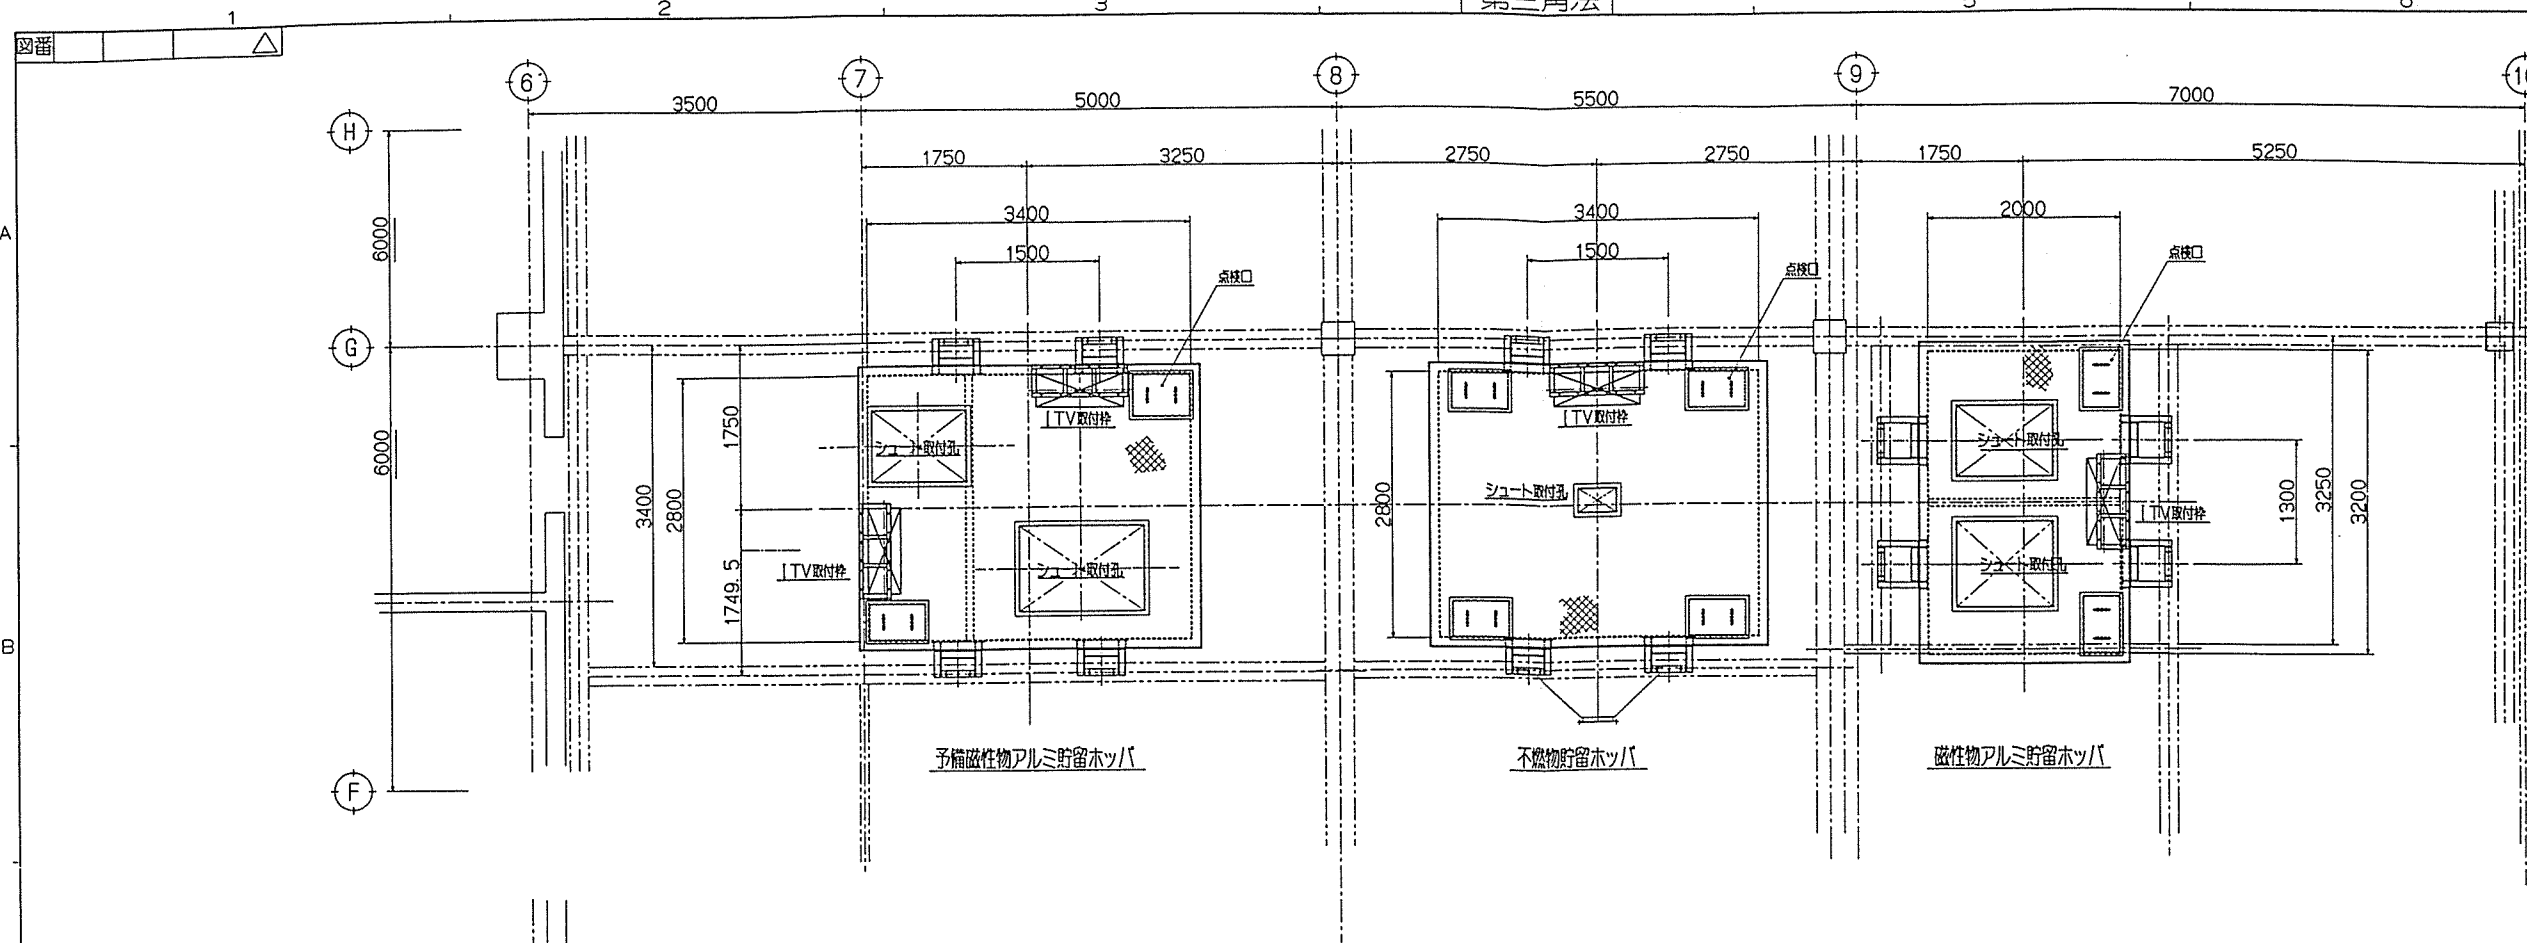 1
2
3
第三角法
図番
6
7
8
9
3500
5000
5500
7000
H
1750
3250
2750
2750
1750
5250
A
6000
3400
3400
2000
1500
1500
点検口
点検口
点検口
G
ITV取付枠
ITV取付枠
シュート取付孔
シュート取付孔
1750
6000
シュート取付孔
3400
2800
2800
1300
3250
3200
ITV取付枠
ITV取付枠
シュート取付孔
シュート取付孔
1749.5
B
予備磁性物アルミ貯留ホッパ
不燃物貯留ホッパ
磁性物アルミ貯留ホッパ
F